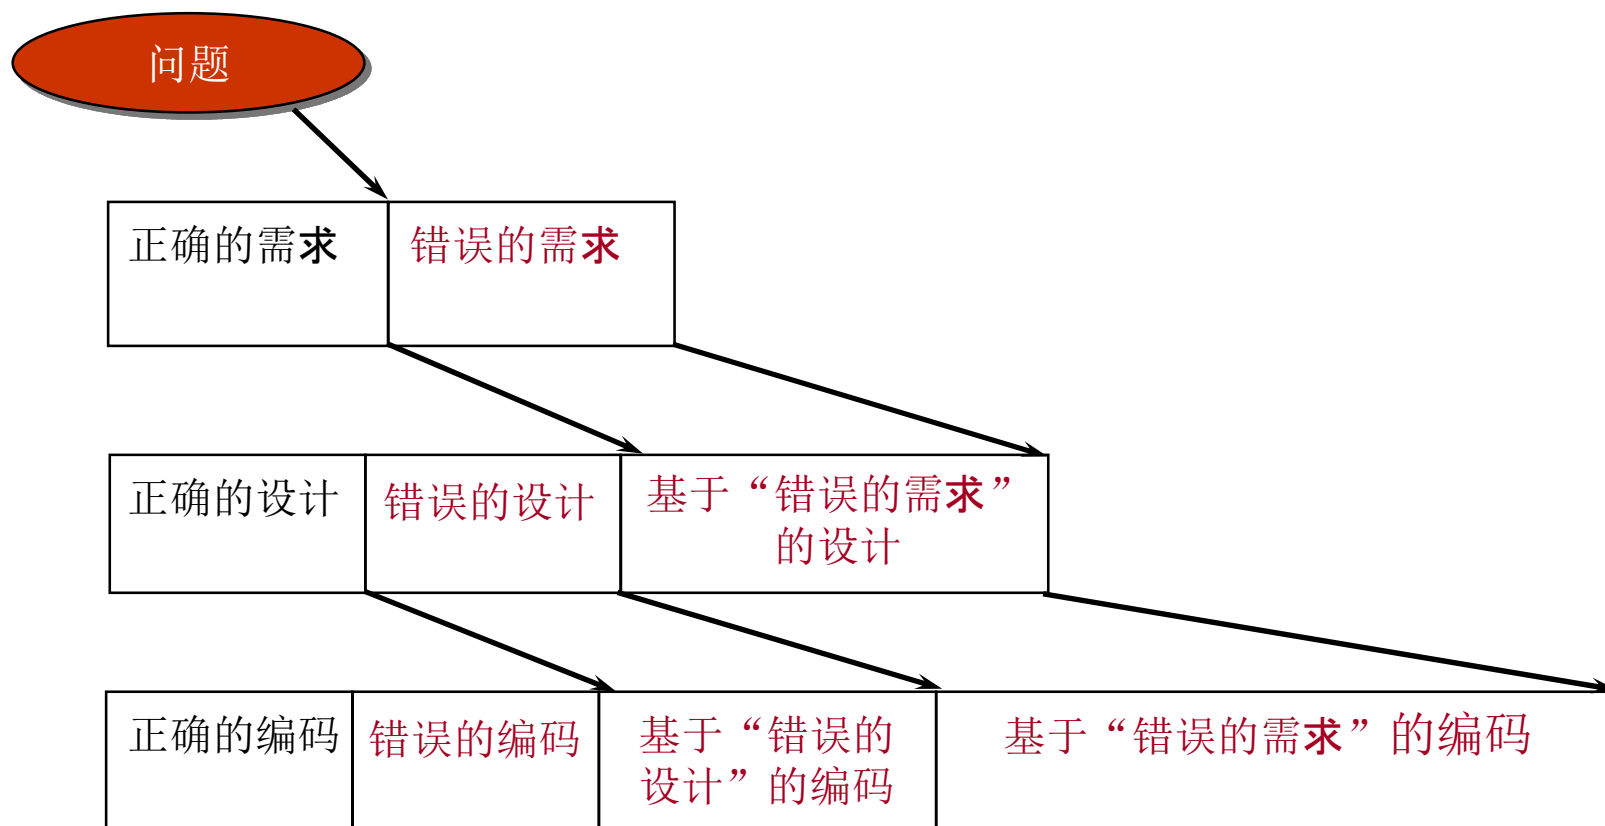 问题
正确的需求
错误的需求
正确的设计
错误的设计
基于“错误的需求”
的设计
正确的编码
错误的编码
基于“错误的
设计”的编码
基于“错误的需求”的编码